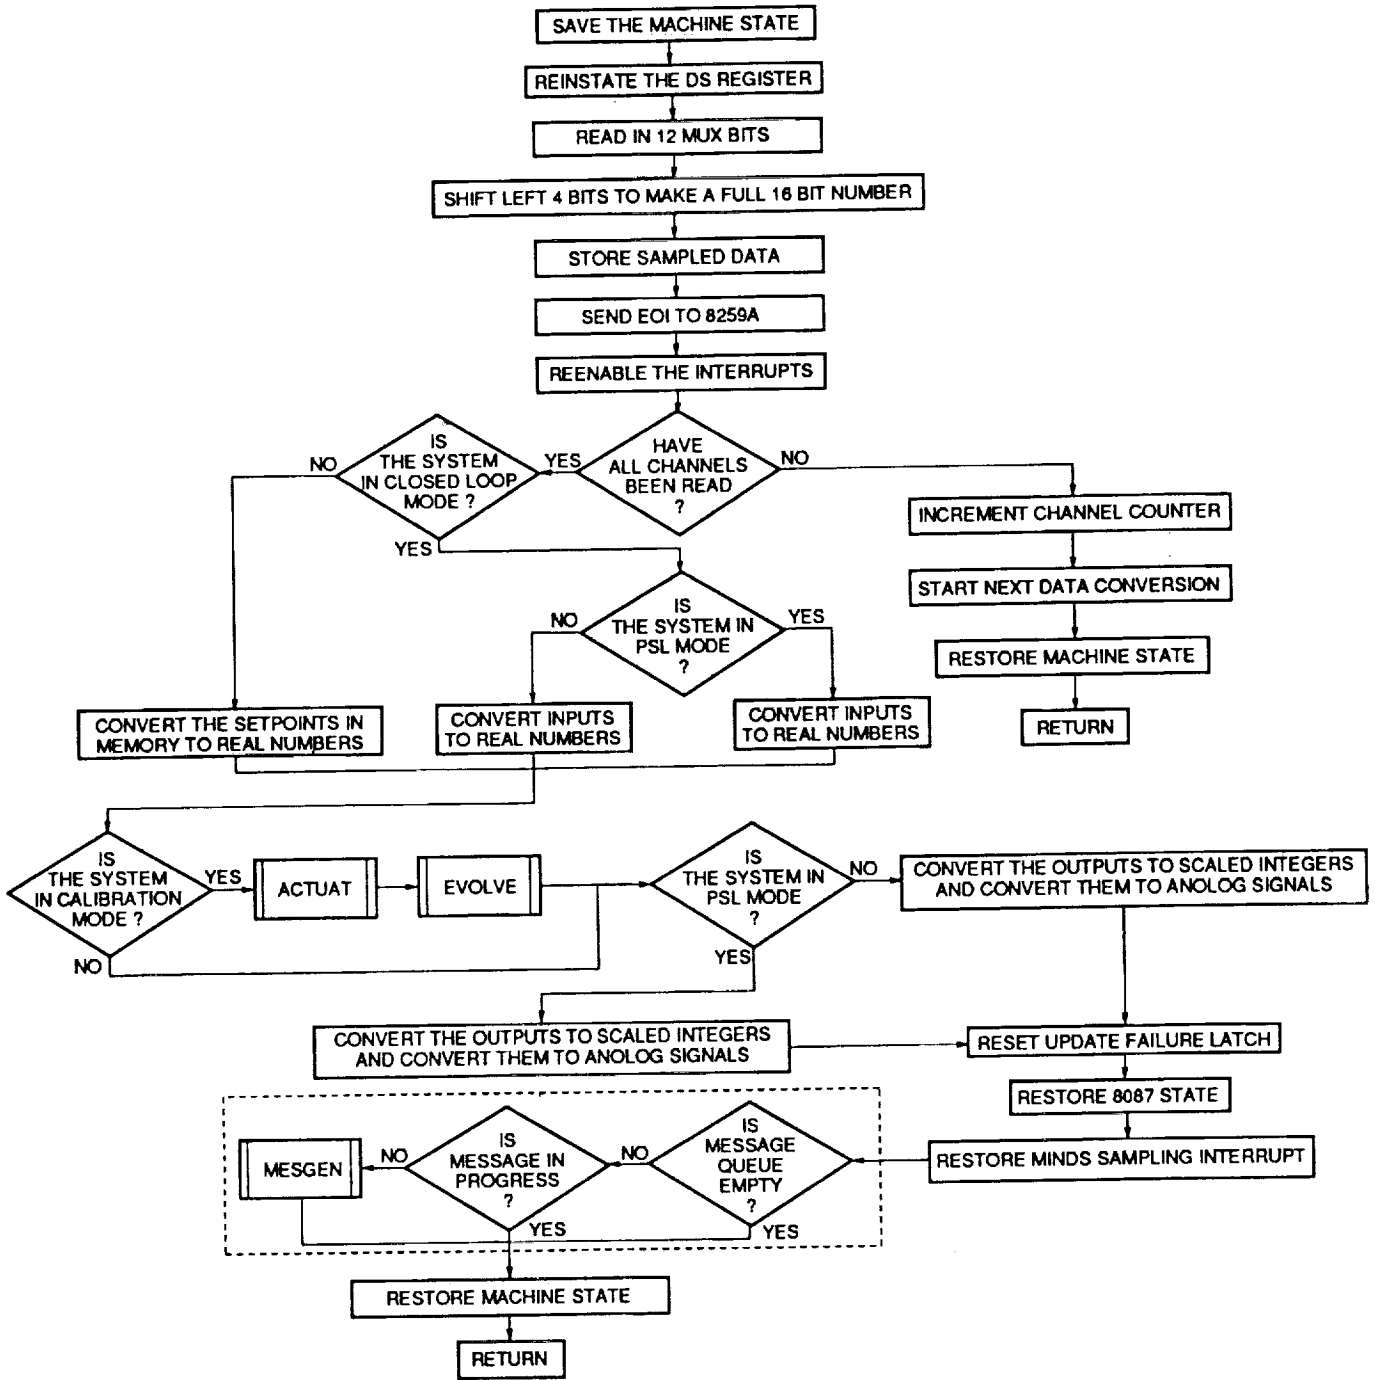 SAVE THE MACHINE STATE
REINSTATE THE DS REGISTER
READ IN 12 MUX BITS
SHIFT LEFT 4 BITS TO MAKE A FULL 16 BIT NUMBER
STORE SAMPLED DATA
SEND EOI TO 8259A
REENABLE THE INTERRUPTS
HAVE
ALL CHANNELS
BEEN READ
?
YES
NO
IS
THE SYSTEM
IN CLOSED LOOP
MODE ?
NO
YES
INCREMENT CHANNEL COUNTER
START NEXT DATA CONVERSION
RESTORE MACHINE STATE
RETURN
IS
THE SYSTEM IN
PSL MODE
?
NO
YES
CONVERT THE SETPOINTS IN
MEMORY TO REAL NUMBERS
CONVERT INPUTS
TO REAL NUMBERS
CONVERT INPUTS
TO REAL NUMBERS
IS
THE SYSTEM
IN CALIBRATION
MODE ?
YES
NO
ACTUAT
EVOLVE
IS
THE SYSTEM IN
PSL MODE
?
NO
YES
CONVERT THE OUTPUTS TO SCALED INTEGERS
AND CONVERT THEM TO ANOLOG SIGNALS
CONVERT THE OUTPUTS TO SCALED INTEGERS
AND CONVERT THEM TO ANOLOG SIGNALS
RESET UPDATE FAILURE LATCH
RESTORE 8087 STATE
RESTORE MINDS SAMPLING INTERRUPT
IS
MESSAGE
QUEUE
EMPTY
?
NO
YES
IS
MESSAGE IN
PROGRESS
?
NO
YES
MESGEN
RESTORE MACHINE STATE
RETURN